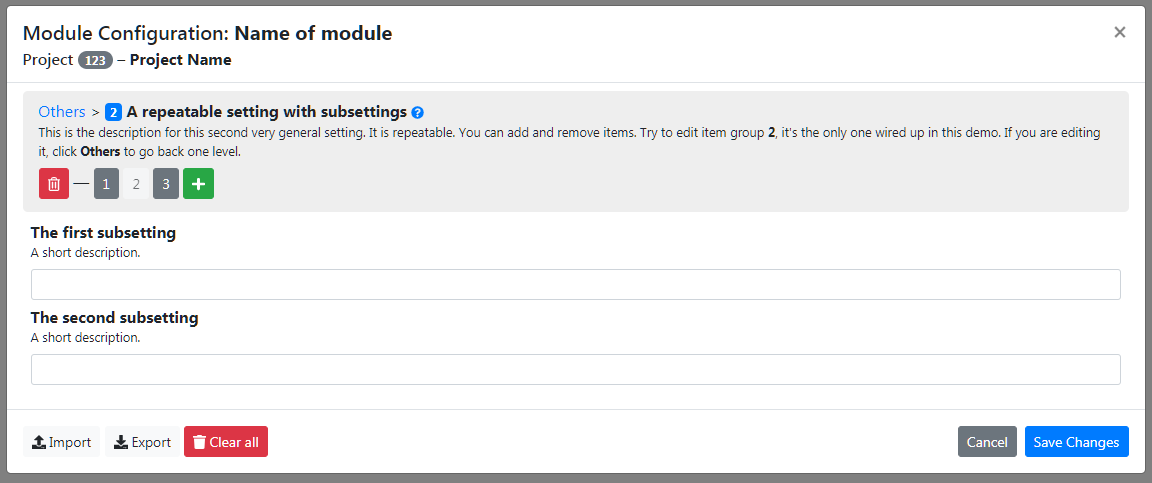 Module Configuration: Name of module ×
Project 123 – Project Name
Others > 2 A repeatable setting with subsettings ?
This is the description for this second very general setting. It is repeatable. You can add and remove items. Try to edit item group 2, it's the only one wired up in this demo. If you are editing
it, click Others to go back one level.
— 1 2 3 +
The first subsetting
A short description.
The second subsetting
A short description.
Import Export Clear all Cancel Save Changes